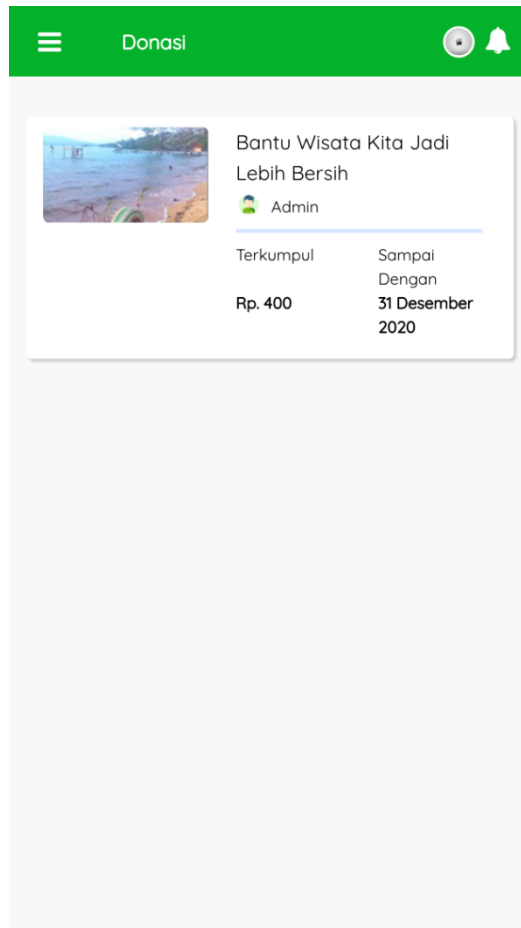 Donasi
Bantu Wisata Kita Jadi
Lebih Bersih
Admin
Terkumpul
Rp. 400
Sampai
Dengan
31 Desember
2020